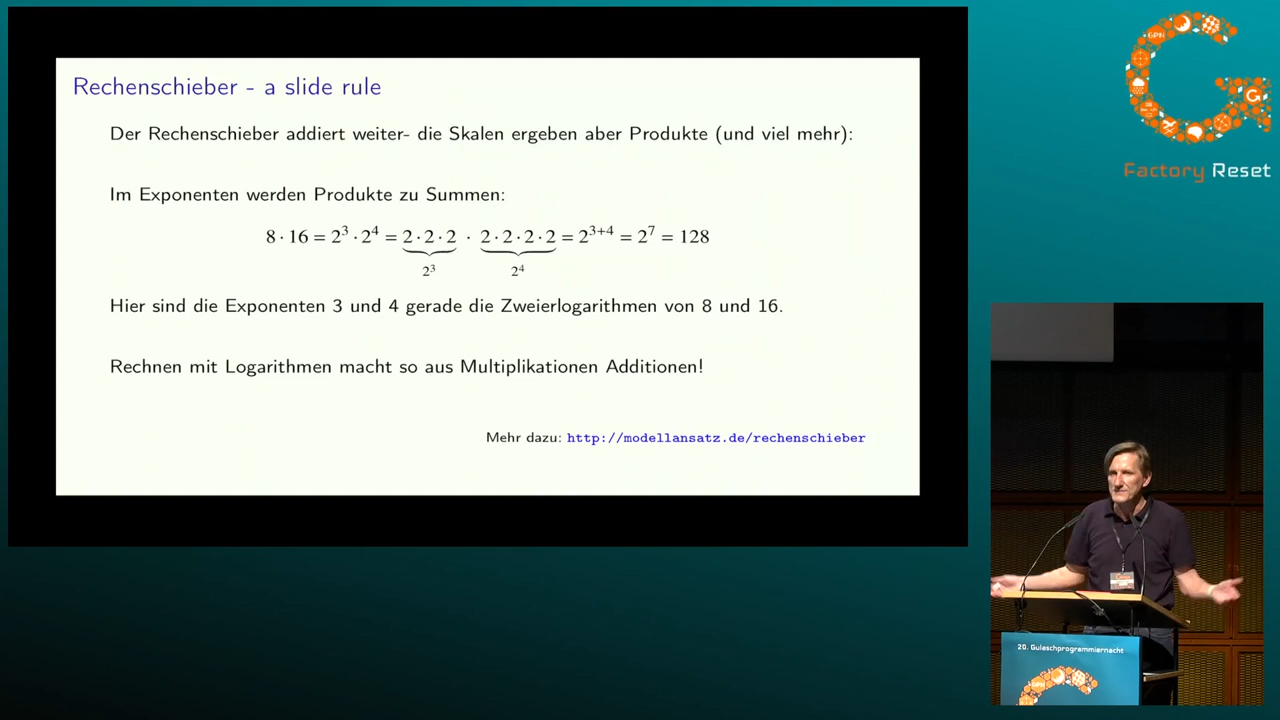 Rechenschieber - a slide rule
Der Rechenschieber addiert weiter- die Skalen ergeben aber Produkte (und viel mehr):
Im Exponenten werden Produkte zu Summen:
8 · 16 = 2³ · 2⁴ = 2 · 2 · 2 · 2 · 2 · 2 · 2 = 2³⁺⁴ = 2⁷ = 128
2³ 2⁴
Hier sind die Exponenten 3 und 4 gerade die Zweierlogarithmen von 8 und 16.
Rechnen mit Logarithmen macht so aus Multiplikationen Additionen!
Mehr dazu: http://modellansatz.de/rechenschieber
GPN
G
Factory Reset
20. Gulaschprogrammiernacht